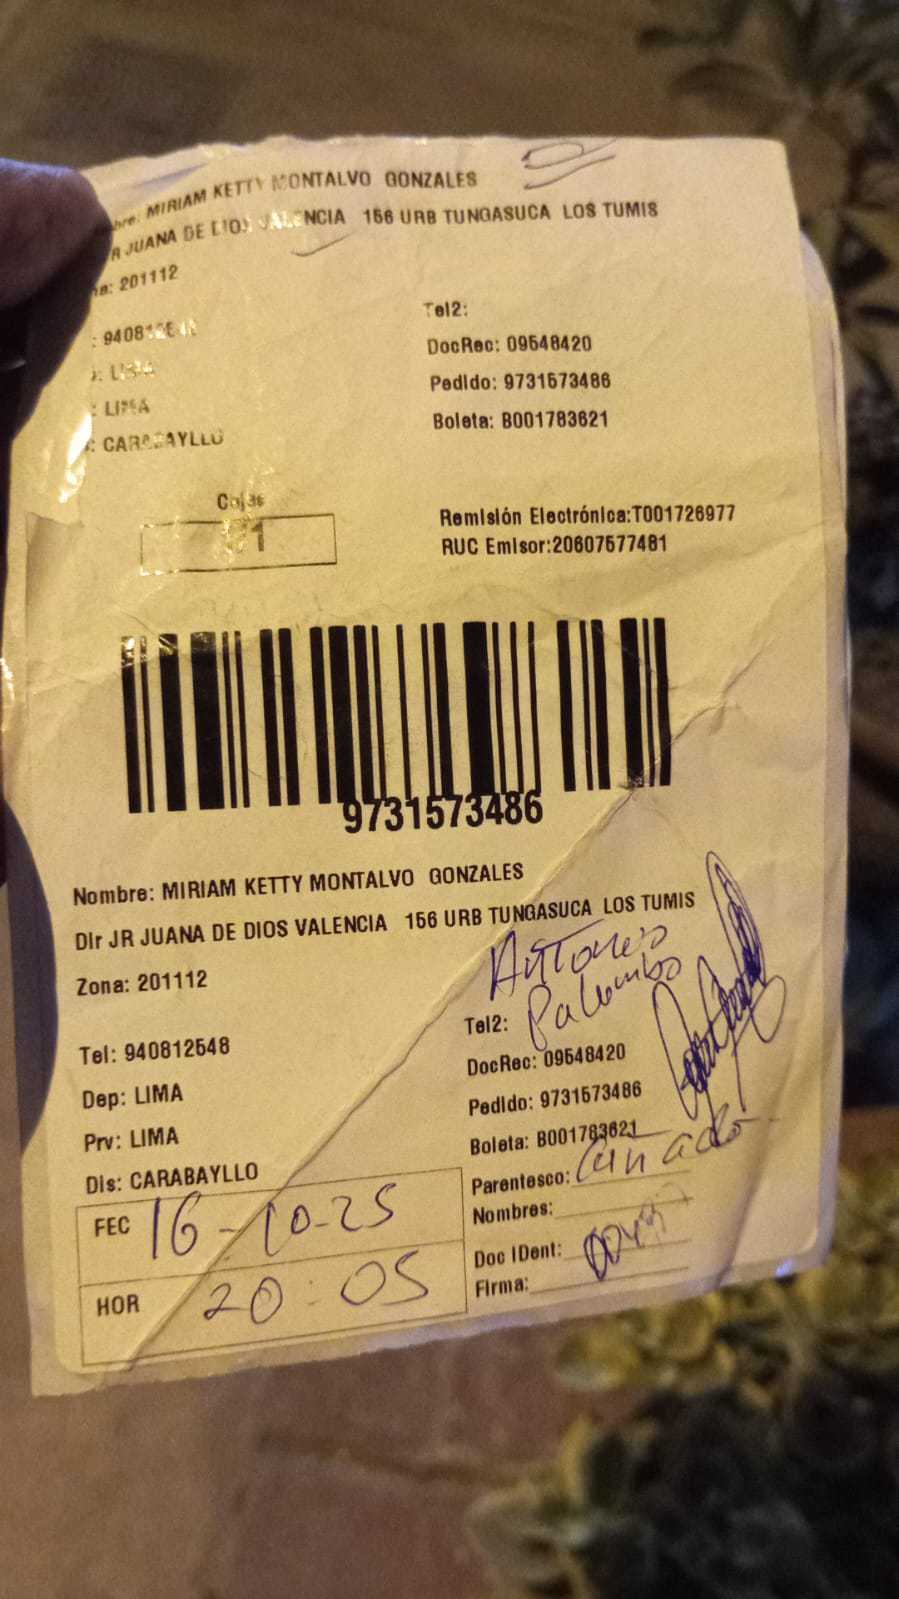 MIRIAM KETTY MONTALVO GONZALES
JR JUANA DE DIOS VALENCIA 156 URB TUNGASUCA LOS TUMIS
201112
Tel2:
DocRec: 09548420
LIMA
Pedido: 9731573486
LIMA
Boleta: B001783621
CARABAYLLO
Cajas
Remisión Electrónica:T001726977
RUC Emisor:20607577481
9731573486
Nombre: MIRIAM KETTY MONTALVO GONZALES
Dir JR JUANA DE DIOS VALENCIA 156 URB TUNGASUCA LOS TUMIS
Zona: 201112
Antonio
Palumbo
Tel2:
Tel: 940812548
DocRec: 09548420
Dep: LIMA
Pedido: 9731573486
Prv: LIMA
Boleta: B001783621
Dis: CARABAYLLO
Parentesco: Cuñado
FEC 16-10-25
Nombres:
Doc IDent:
HOR 20:05
Firma: